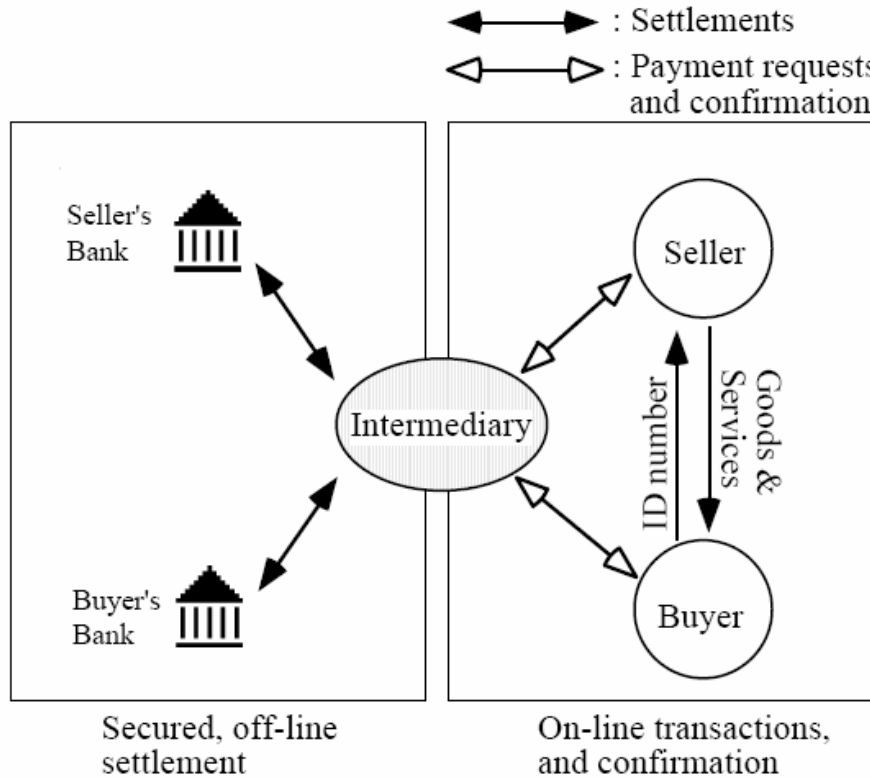 : Settlements
: Payment requests
and confirmation
Seller's
Bank
Seller
Intermediary
ID number
Goods &
Services
Buyer's
Bank
Buyer
Secured, off-line
settlement
On-line transactions,
and confirmation